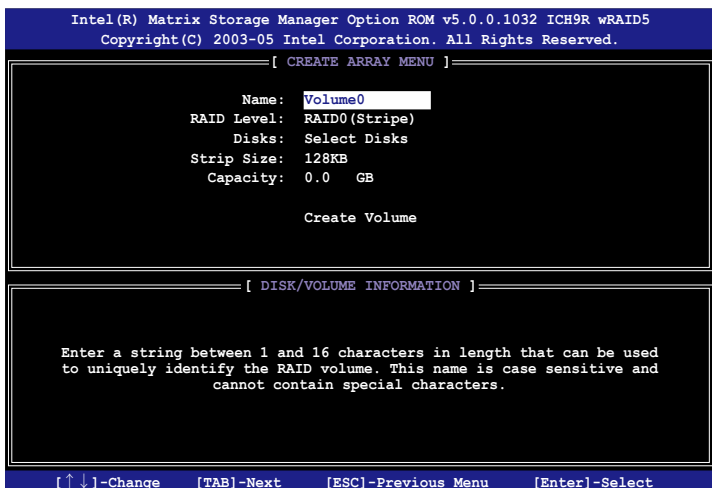 Intel(R) Matrix Storage Manager Option ROM v5.0.0.1032 ICH9R wRAID5
Copyright(C) 2003-05 Intel Corporation. All Rights Reserved.
[ CREATE ARRAY MENU ]
Name: Volume0
RAID Level: RAID0(Stripe)
Disks: Select Disks
Strip Size: 128KB
Capacity: 0.0 GB
Create Volume
[ DISK/VOLUME INFORMATION ]
Enter a string between 1 and 16 characters in length that can be used
to uniquely identify the RAID volume. This name is case sensitive and
cannot contain special characters.
[↑↓]-Change [TAB]-Next [ESC]-Previous Menu [Enter]-Select